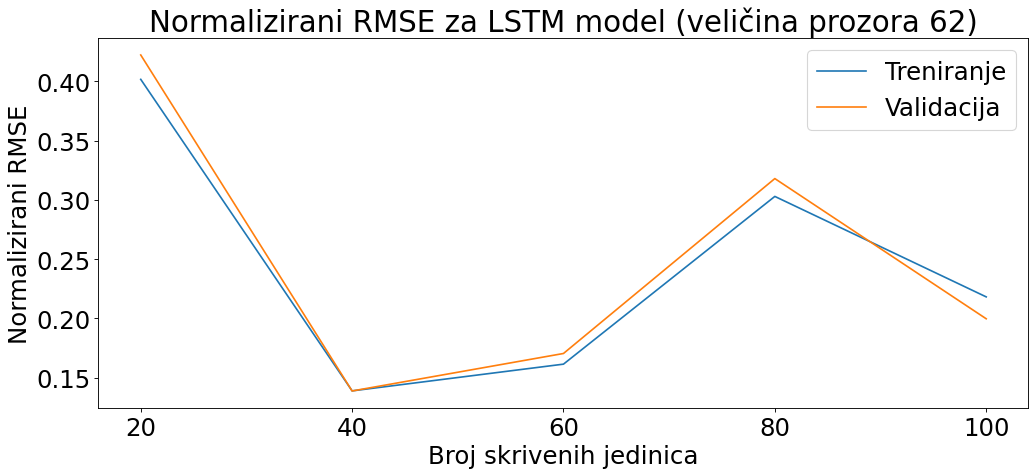 Normalizirani RMSE za LSTM model (veličina prozora 62)
Treniranje
Validacija
Normalizirani RMSE
0.40
0.35
0.30
0.25
0.20
0.15
20 40 60 80 100
Broj skrivenih jedinica